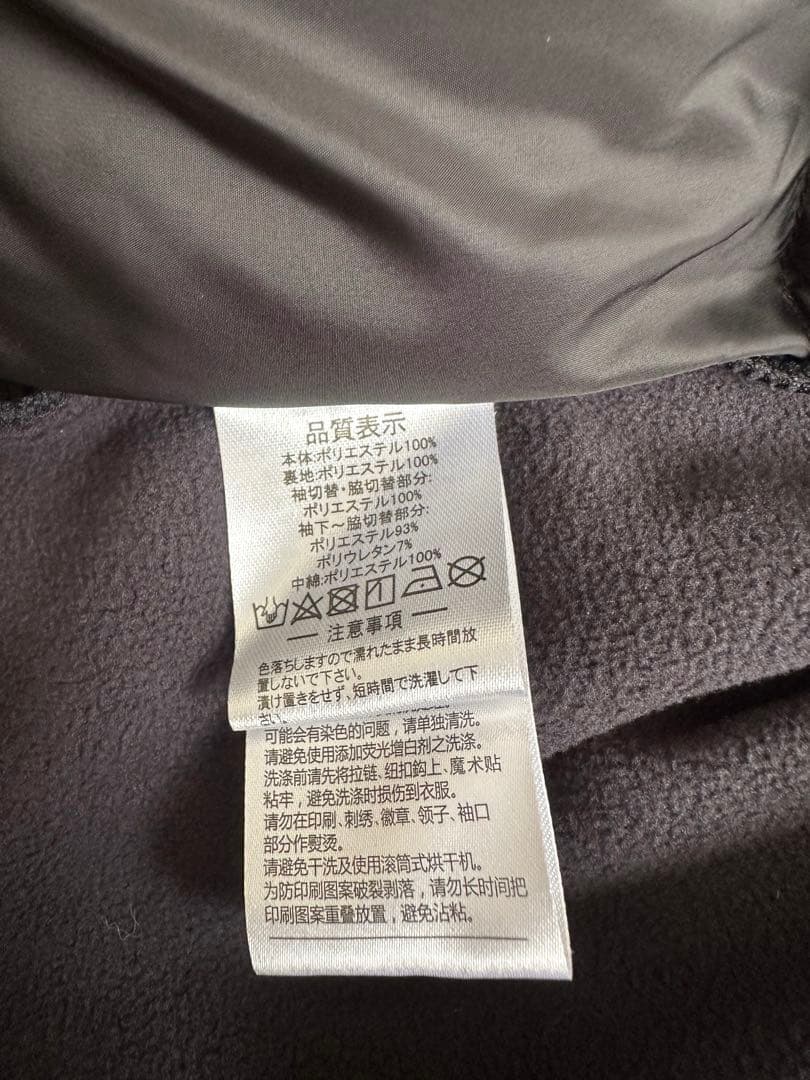 品質表示
本体:ポリエステル100%
裏地:ポリエステル100%
袖切替・脇切替部分:
ポリエステル100%
袖下～脇切替部分:
ポリエステル93%
ポリウレタン7%
中綿:ポリエステル100%
注意事項
色落ちしますので濡れたまま長時間放
置しないで下さい。
漬け置きをせず、短時間で洗濯して下
さい。
可能会有染色的问题，请单独清洗。
请避免使用添加荧光增白剂之洗涤。
洗涤前请先将拉链、纽扣鈎上、魔术贴
粘牢，避免洗涤时损伤到衣服。
请勿在印刷、刺绣、徽章、领子、袖口
部分作熨烫。
请避免干洗及使用滚筒式烘干机。
为防印刷图案破裂剥落，请勿长时间把
印刷图案重叠放置，避免沾粘。